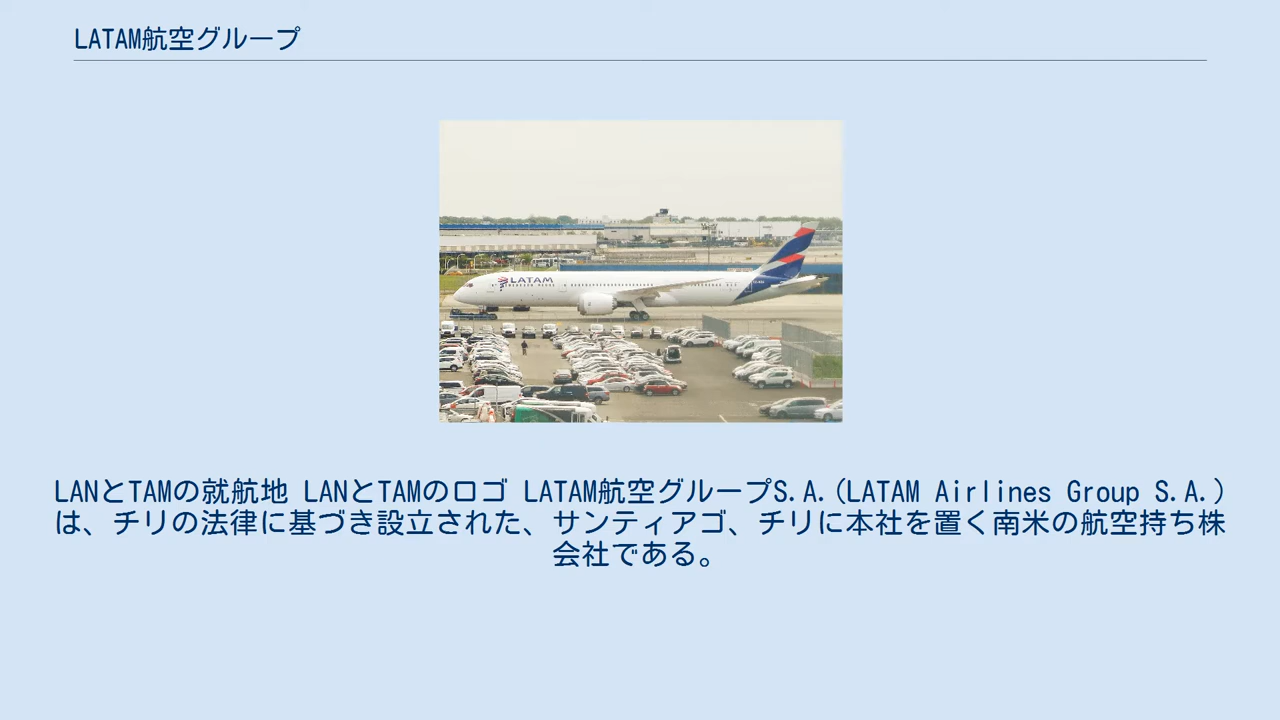 LATAM航空グループ
LATAM
LANとTAMの就航地 LANとTAMのロゴ LATAM航空グループS.A.(LATAM Airlines Group S.A.)
は、チリの法律に基づき設立された、サンティアゴ、チリに本社を置く南米の航空持ち株
会社である。